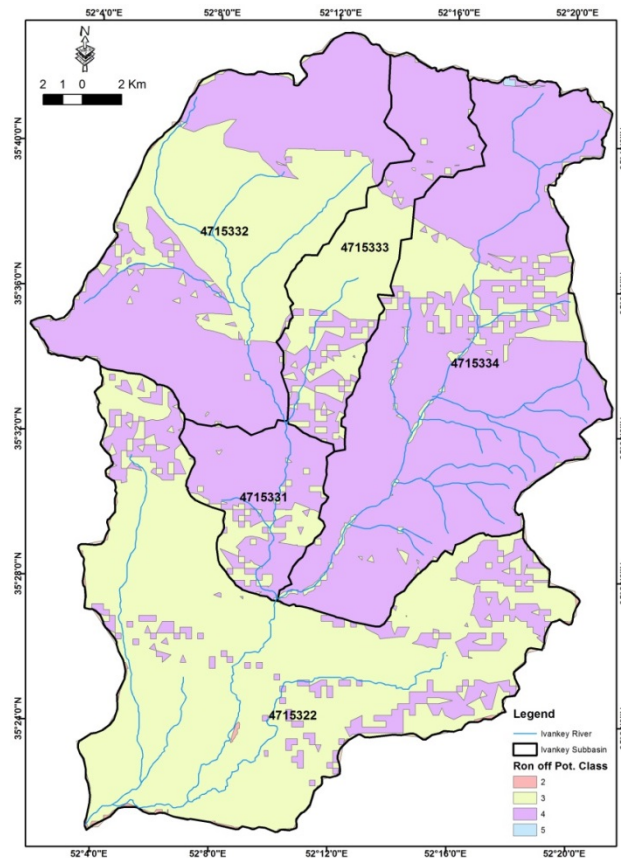 52°4'0"E 52°8'0"E 52°12'0"E 52°16'0"E 52°20'0"E
N
2 1 0 2 Km
35°40'0"N
4715332
4715333
35°36'0"N
4715334
35°32'0"N
4715331
35°28'0"N
4715322
35°24'0"N
Legend
Ivankey River
Ivankey Subbasin
Ron off Pot. Class
2
3
4
5
52°4'0"E 52°8'0"E 52°12'0"E 52°16'0"E 52°20'0"E